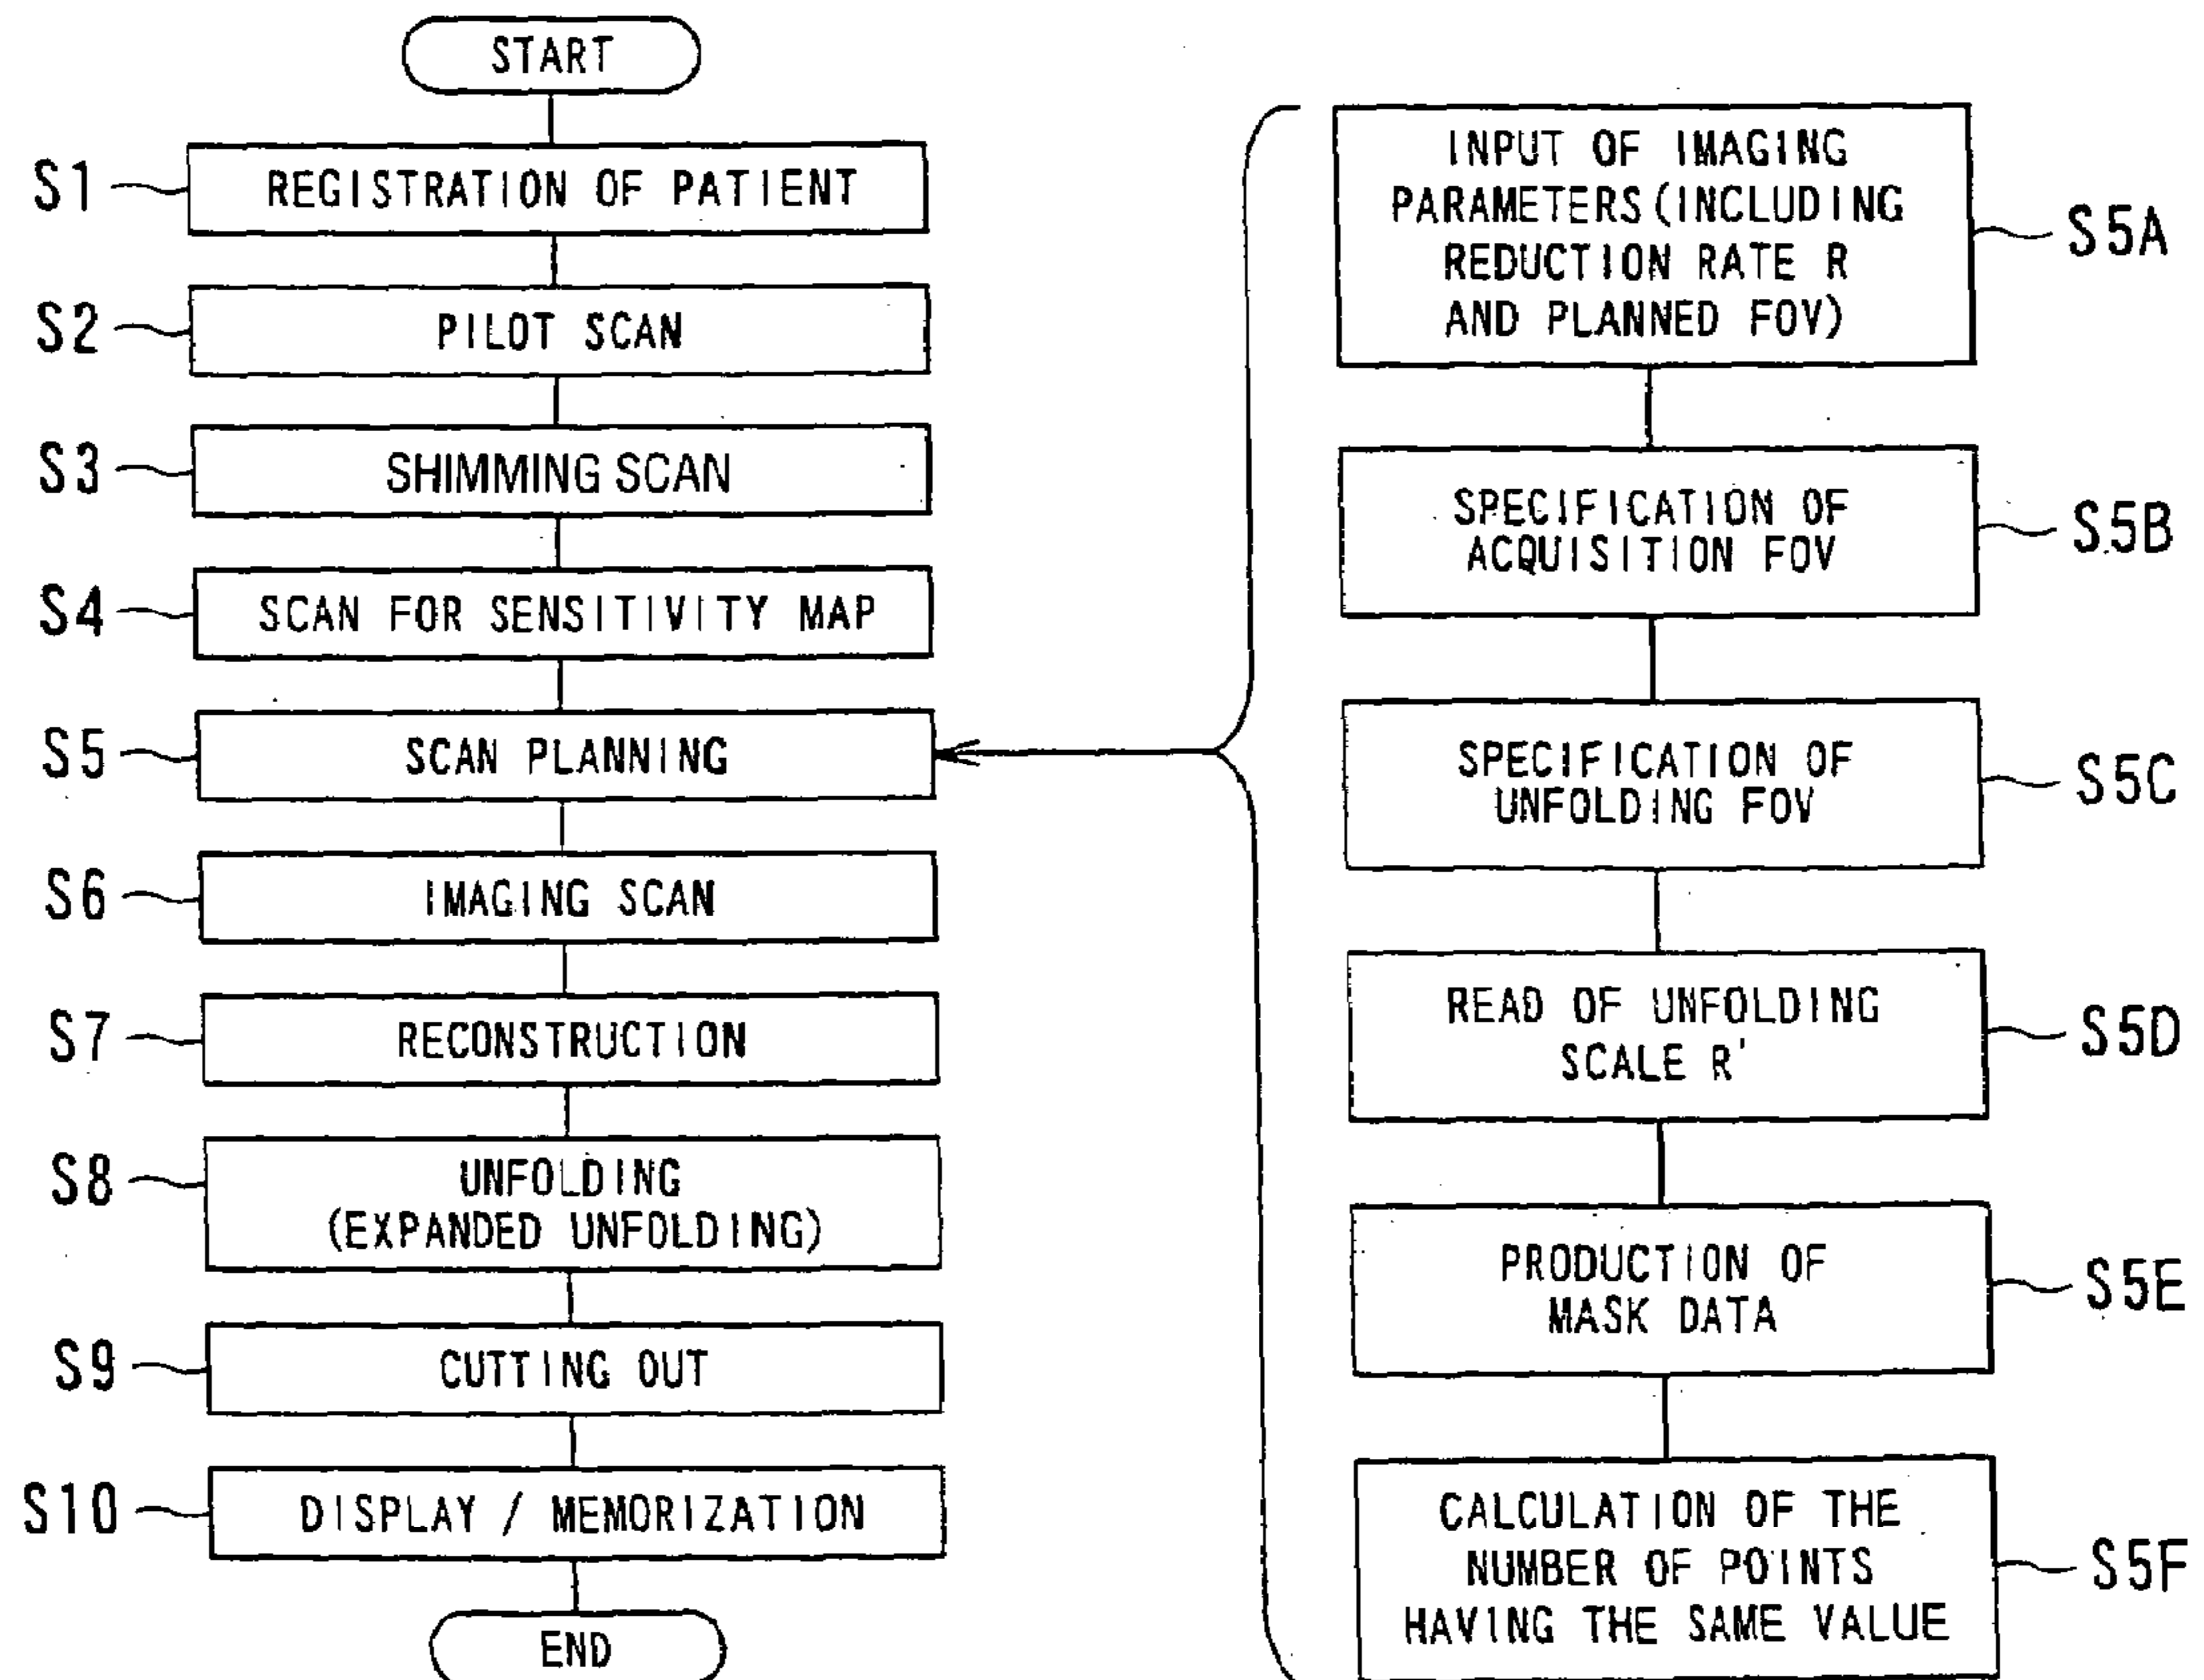 START
S1
REGISTRATION OF PATIENT
S2
PILOT SCAN
S3
SHIMMING SCAN
S4
SCAN FOR SENSITIVITY MAP
S5
SCAN PLANNING
S6
IMAGING SCAN
S7
RECONSTRUCTION
S8
UNFOLDING
(EXPANDED UNFOLDING)
S9
CUTTING OUT
S10
DISPLAY / MEMORIZATION
END
INPUT OF IMAGING
PARAMETERS (INCLUDING
REDUCTION RATE R
AND PLANNED FOV)
S5A
SPECIFICATION OF
ACQUISITION FOV
S5B
SPECIFICATION OF
UNFOLDING FOV
S5C
READ OF UNFOLDING
SCALE R'
S5D
PRODUCTION OF
MASK DATA
S5E
CALCULATION OF THE
NUMBER OF POINTS
HAVING THE SAME VALUE
S5F